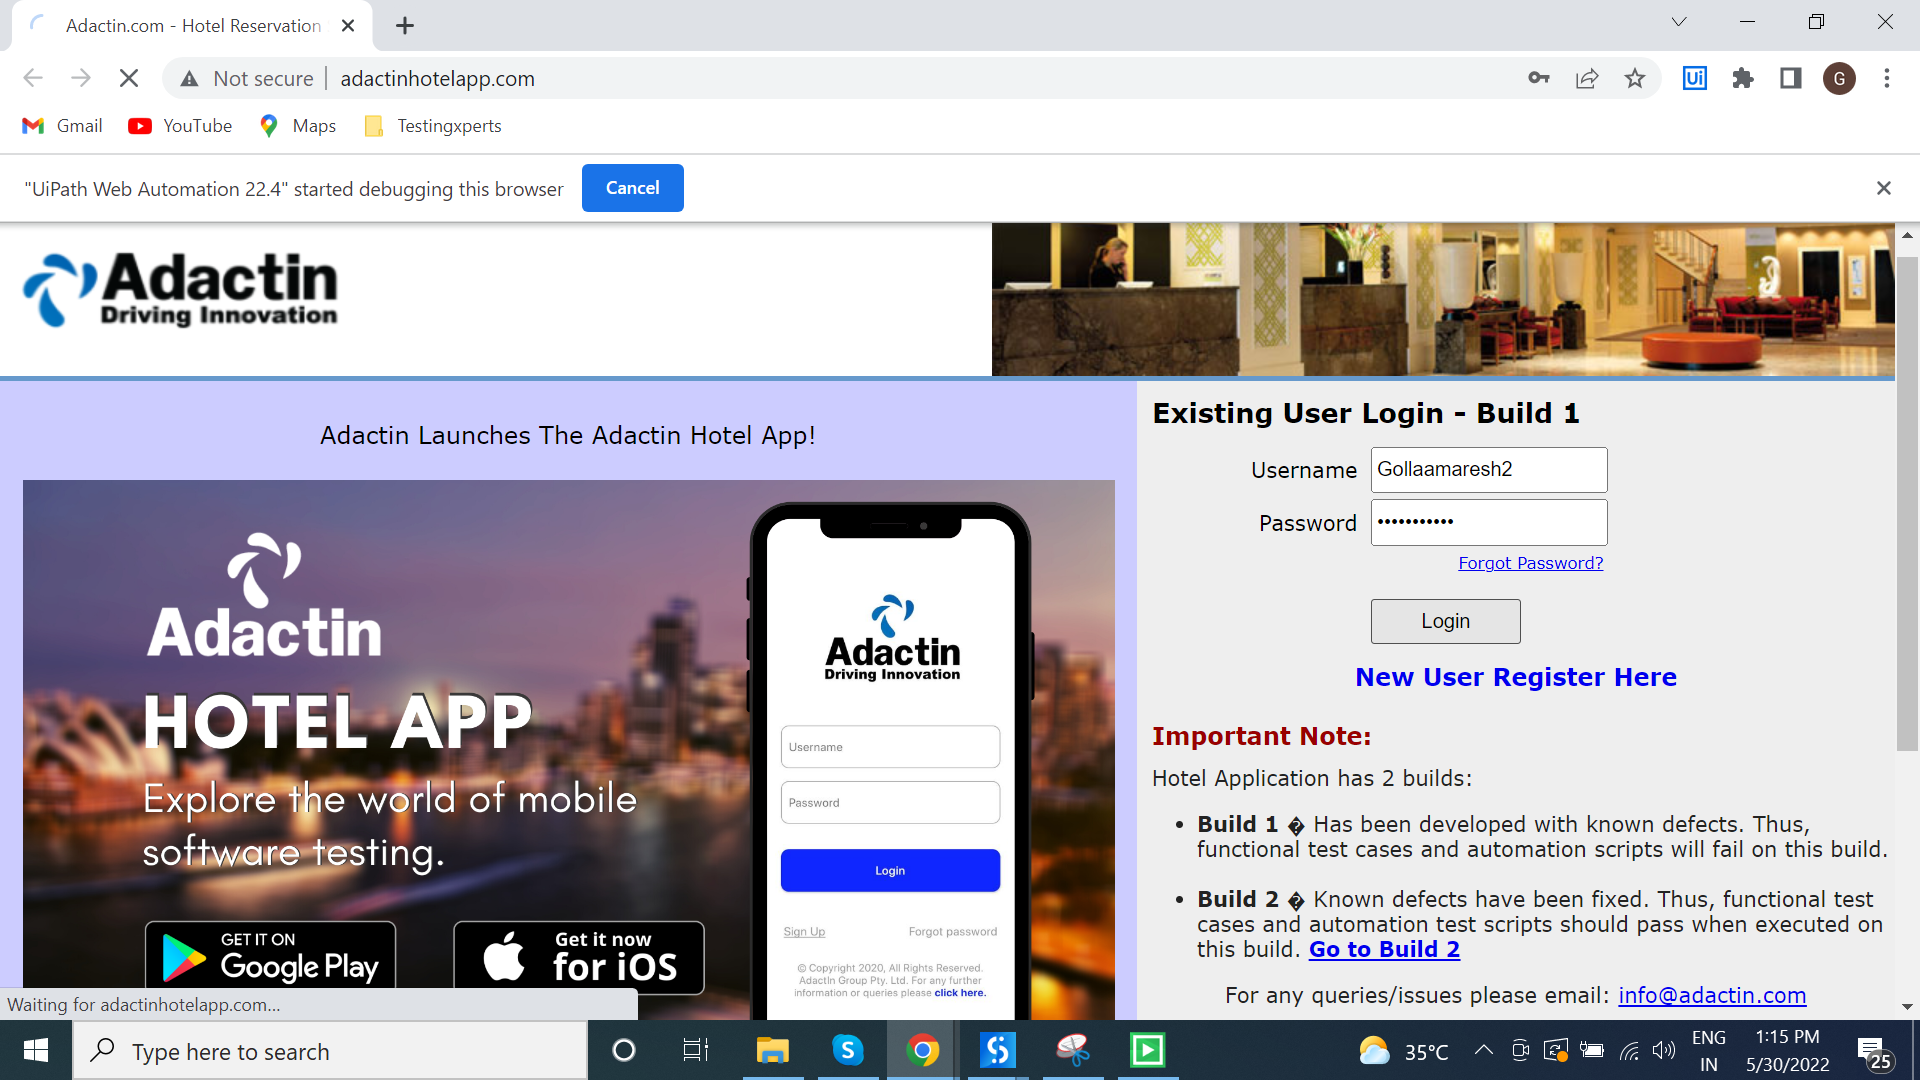 Adactin.com - Hotel Reservation
Not secure
adactinhotelapp.com
Ui
G
Gmail
YouTube
Maps
Testingxperts
"UiPath Web Automation 22.4" started debugging this browser
Cancel
Adactin
Driving Innovation
Adactin Launches The Adactin Hotel App!
Adactin
HOTEL APP
Explore the world of mobile
software testing.
GET IT ON
Google Play
Get it now
for iOS
Adactin
Driving Innovation
Username
Password
Login
Sign Up
Forgot password
© Copyright 2020, All Rights Reserved.
AdactIn Group Pty. Ltd. For any further
information or queries please click here.
Existing User Login - Build 1
Username
Gollaamaresh2
Password
•••••••••••
Forgot Password?
Login
New User Register Here
Important Note:
Hotel Application has 2 builds:
• Build 1 � Has been developed with known defects. Thus,
functional test cases and automation scripts will fail on this build.
• Build 2 � Known defects have been fixed. Thus, functional test
cases and automation test scripts should pass when executed on
this build. Go to Build 2
For any queries/issues please email: info@adactin.com
Waiting for adactinhotelapp.com...
Type here to search
S
35°C
ENG
IN
1:15 PM
5/30/2022
25